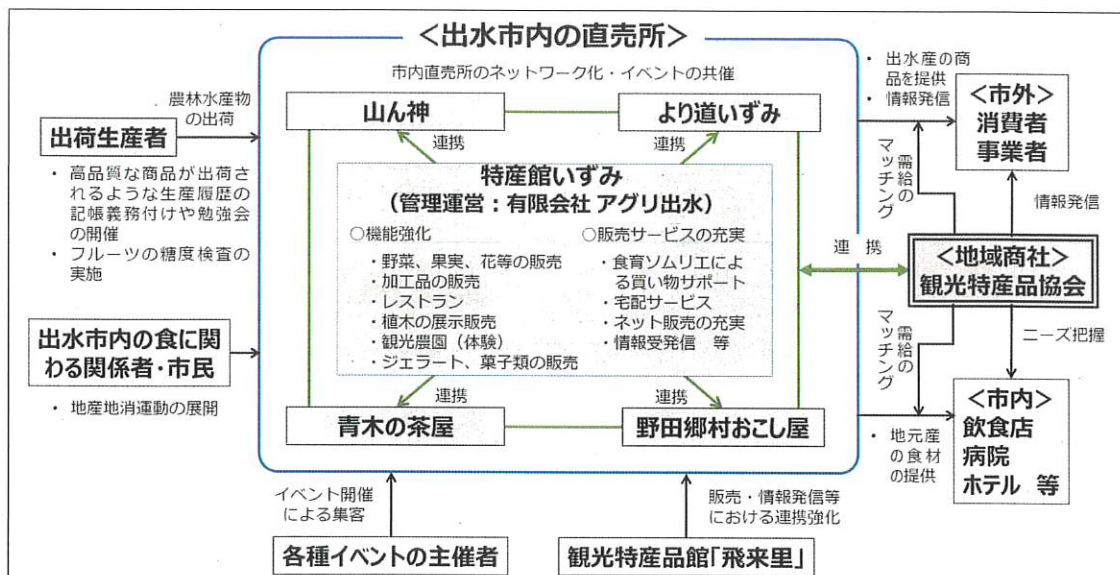 <出水市内の直売所>
市内直売所のネットワーク化・イベントの共催
山ん神
より道いずみ
連携
連携
特産館いずみ
(管理運営:有限会社 アグリ出水)
○機能強化
・野菜、果実、花等の販売
・加工品の販売
・レストラン
・植木の展示販売
・観光農園(体験)
・ジェラート、菓子類の販売
○販売サービスの充実
・食育ソムリエによ
る買い物サポート
・宅配サービス
・ネット販売の充実
・情報受発信 等
連携
連携
青木の茶屋
野田郷村おこし屋
農林水産物
の出荷
出荷生産者
• 高品質な商品が出荷さ
れるような生産履歴の
記帳義務付けや勉強会
の開催
• フルーツの糖度検査の
実施
出水市内の食に関
わる関係者・市民
• 地産地消運動の展開
イベント開催
による集客
各種イベントの主催者
販売・情報発信等
における連携強化
観光特産品館「飛来里」
• 出水産の商
品を提供
• 情報発信
<市外>
消費者
事業者
需給の
マッチング
情報発信
連 携
<地域商社>
観光特産品協会
需給の
マッチング
ニーズ把握
• 地元産
の食材
の提供
<市内>
飲食店
病院
ホテル 等